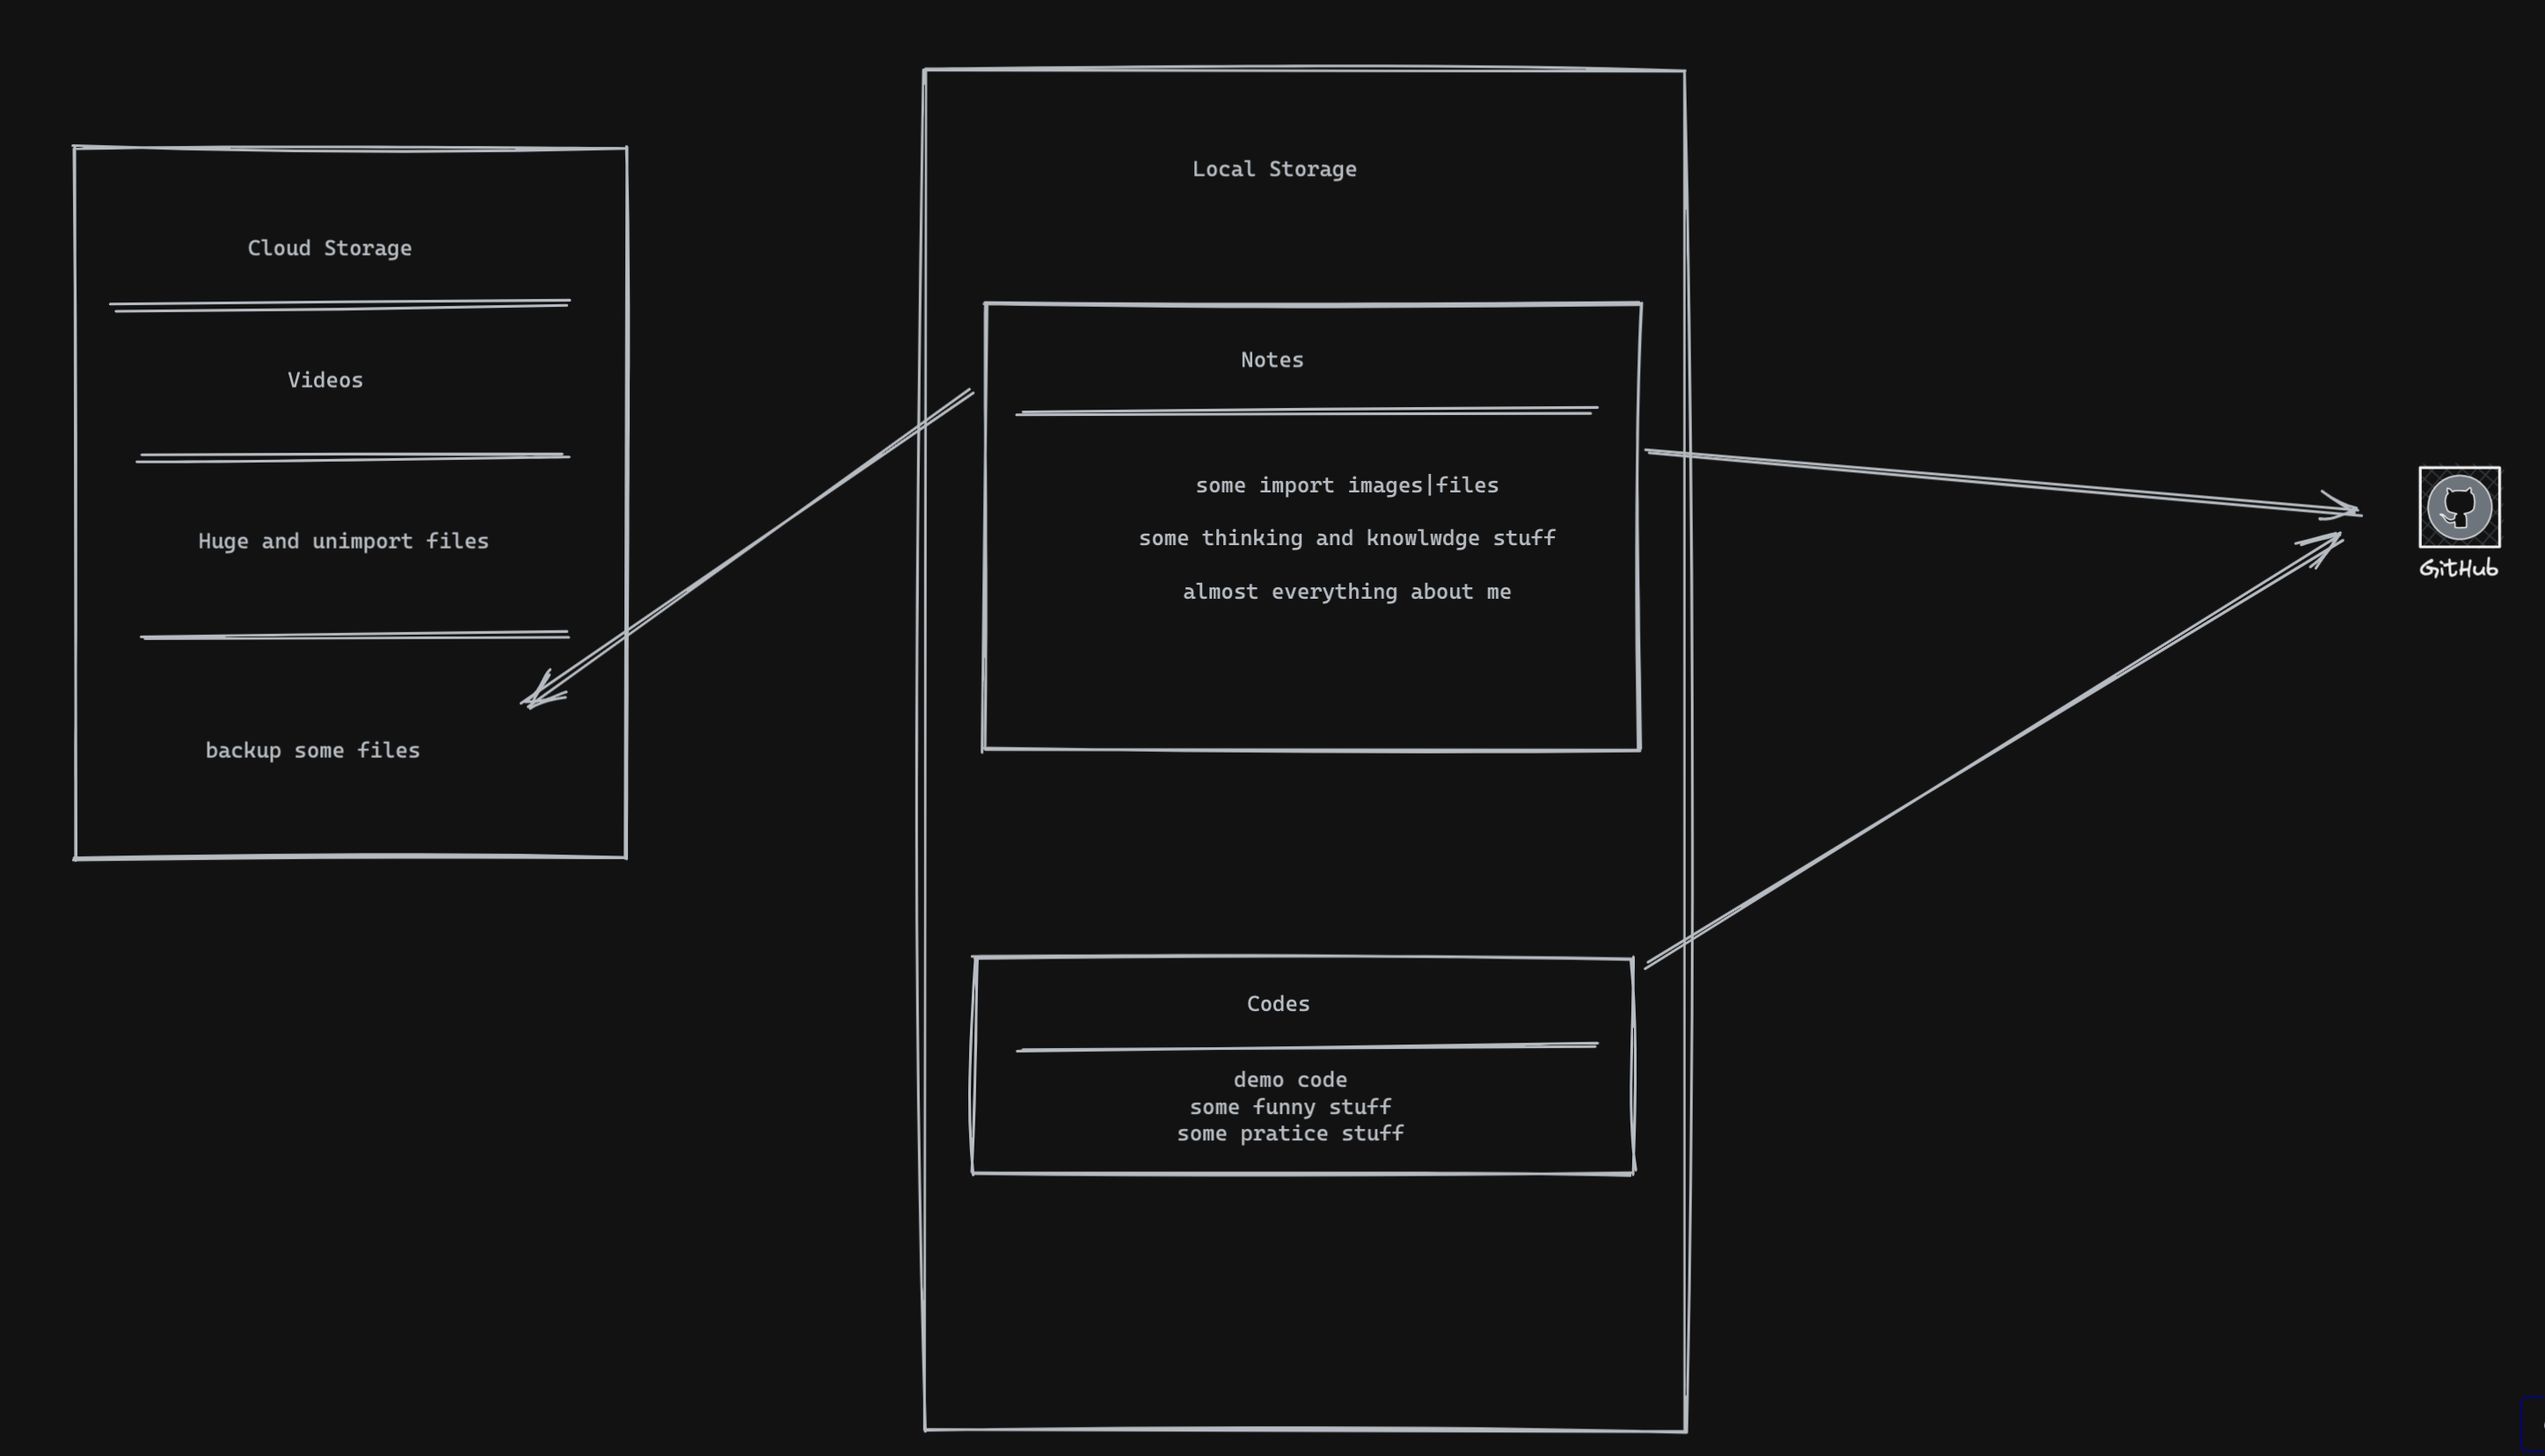 Cloud Storage
Videos
Huge and unimport files
backup some files
Local Storage
Notes
some import images|files
some thinking and knowlwdge stuff
almost everything about me
Codes
demo code
some funny stuff
some pratice stuff
GitHub